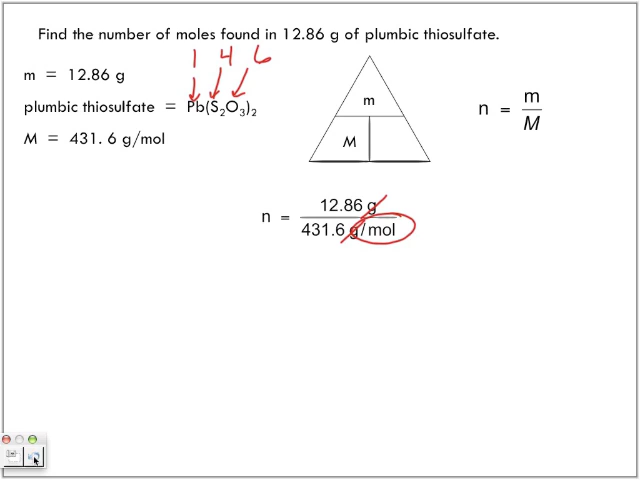 Find the number of moles found in 12.86 g of plumbic thiosulfate.
1 4 6
m = 12.86 g
plumbic thiosulfate = Pb(S₂O₃)₂
M = 431. 6 g/mol
m
M
n = m
M
n = 12.86 g
431.6 g/mol